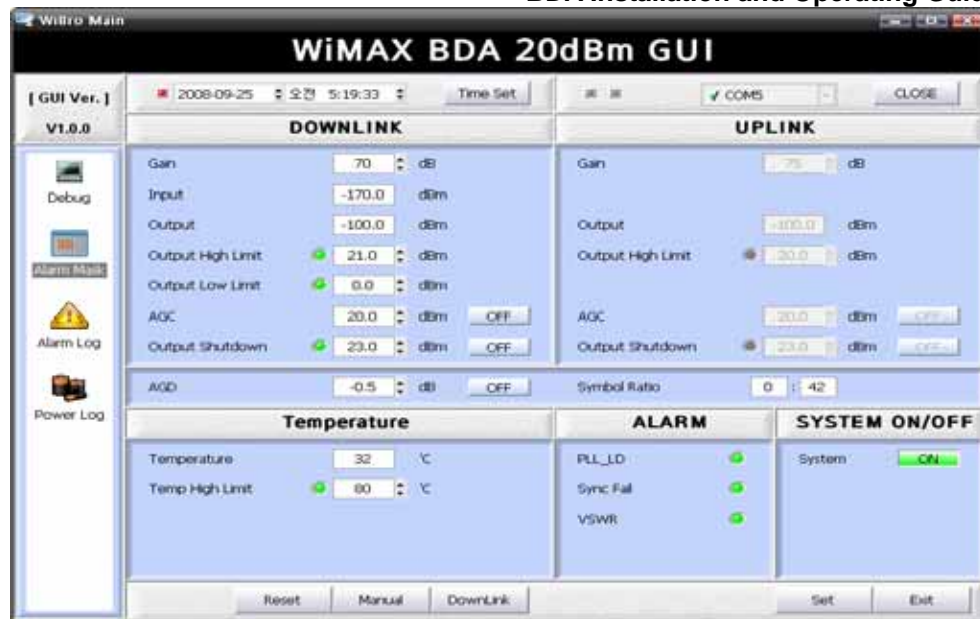 BDA Installation and Operating Guid
Willro Main
WiMAX BDA 20dBm GUI
[ GUI Ver. ]
V1.0.0
2008-09-25 오전 5:19:33 Time Set
COM5 CLOSE
DOWNLINK
UPLINK
Debug
Alarm Mask
Alarm Log
Power Log
Gain 70 dB
Input -170.0 dBm
Output -100.0 dBm
Output High Limit 21.0 dBm
Output Low Limit 0.0 dBm
AGC 20.0 dBm OFF
Output Shutdown 23.0 dBm OFF
Gain 75 dB
Output -100.0 dBm
Output High Limit 20.0 dBm
AGC 20.0 dBm OFF
Output Shutdown 23.0 dBm OFF
AGD -0.5 dB OFF
Symbol Ratio 0 : 42
Temperature
Temperature 32 ℃
Temp High Limit 80 ℃
ALARM
PLL_LD
Sync Fail
VSWR
SYSTEM ON/OFF
System ON
Reset Manual DownLink
Set Exit